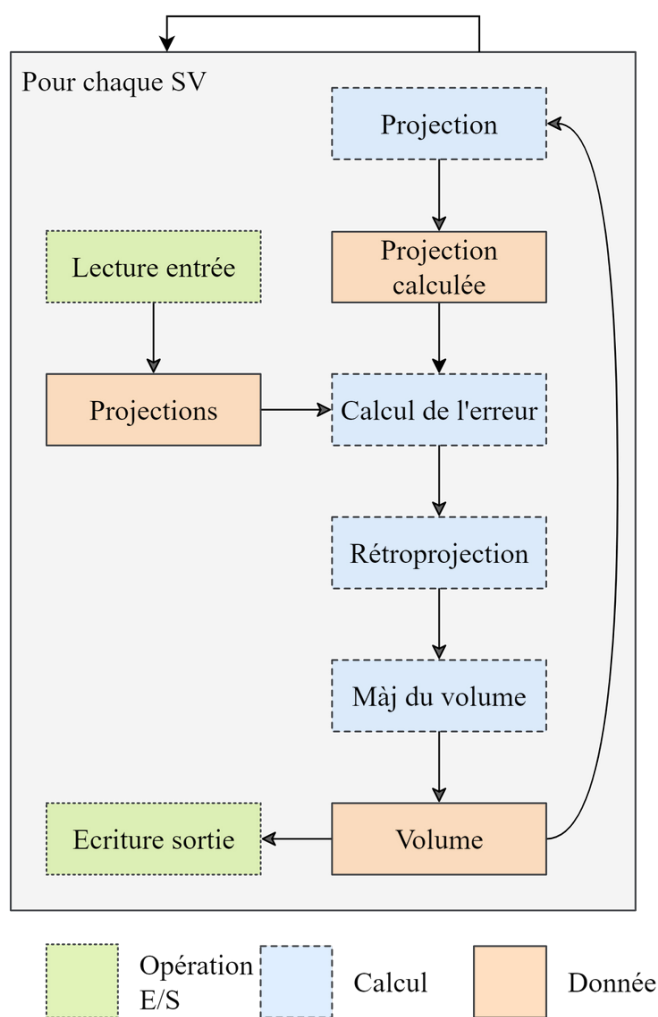 Pour chaque SV
Projection
Lecture entrée
Projection
calculée
Projections
Calcul de l'erreur
Rétroprojection
Màj du volume
Ecriture sortie
Volume
Opération
E/S
Calcul
Donnée